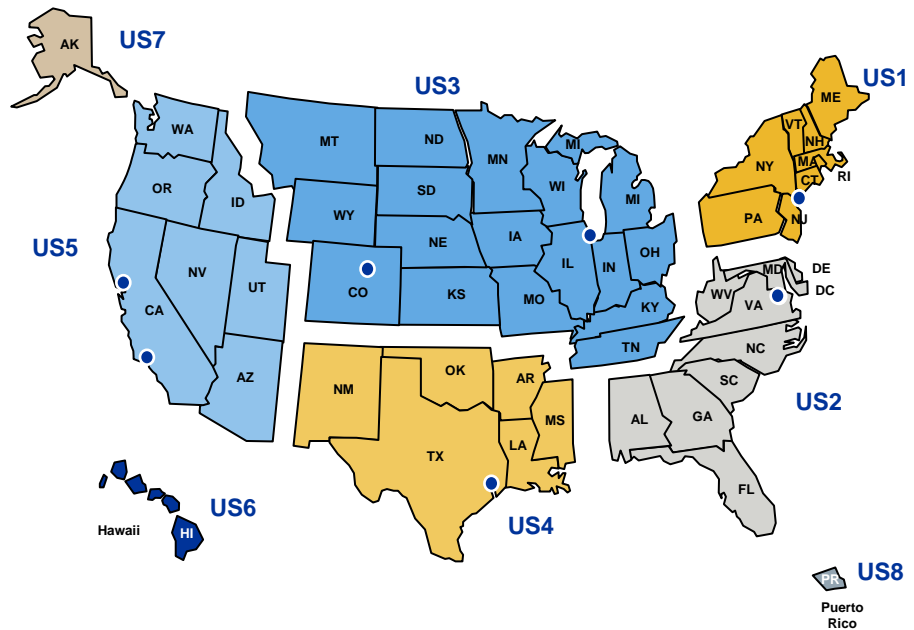 AK
US7
US3
US1
ME
WA
MT
ND
MN
MI
VT
NH
NY
MA
CT
RI
OR
ID
SD
WI
MI
WY
PA
NJ
US5
NV
UT
NE
IA
IL
IN
OH
CO
KS
MO
KY
WV
MD
DE
DC
VA
CA
TN
NC
AZ
NM
OK
AR
SC
US2
MS
AL
GA
TX
LA
FL
US6
Hawaii
HI
US4
US8
PR
Puerto
Rico